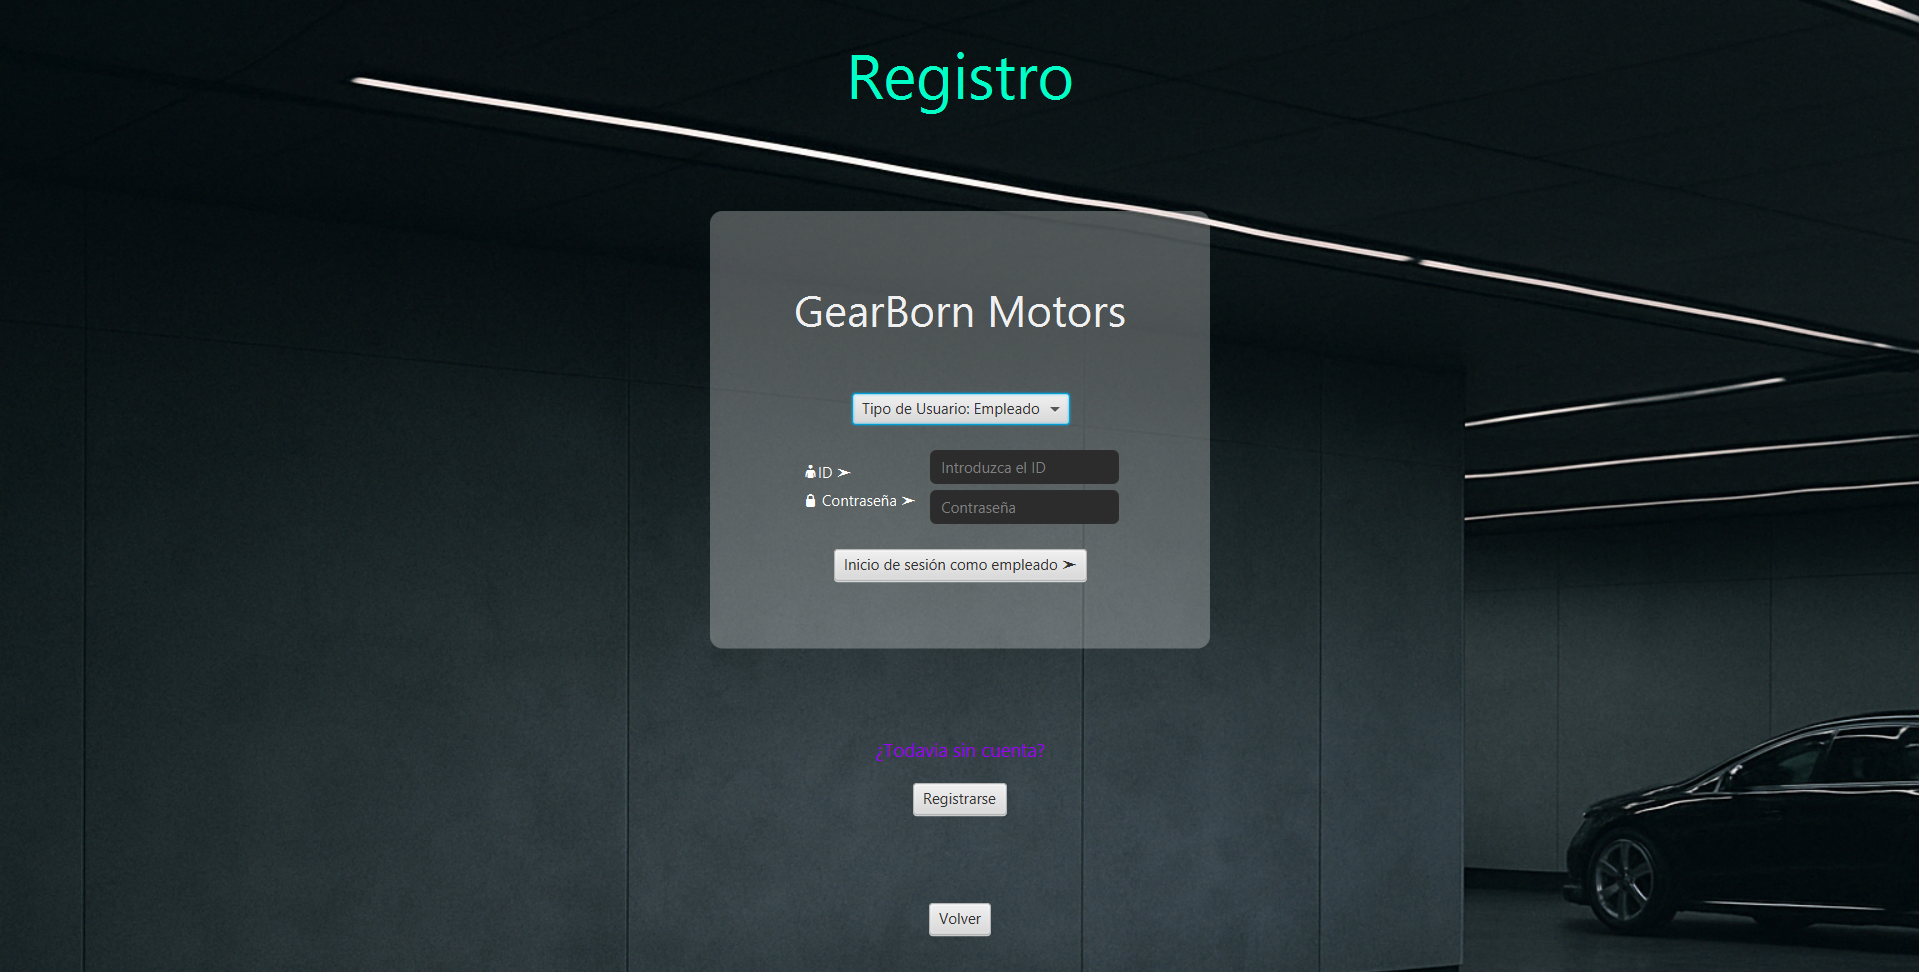 Registro
GearBorn Motors
Tipo de Usuario: Empleado
ID ➣
Introduzca el ID
Contraseña ➣
Contraseña
Inicio de sesión como empleado ➣
¿Todavía sin cuenta?
Registrarse
Volver